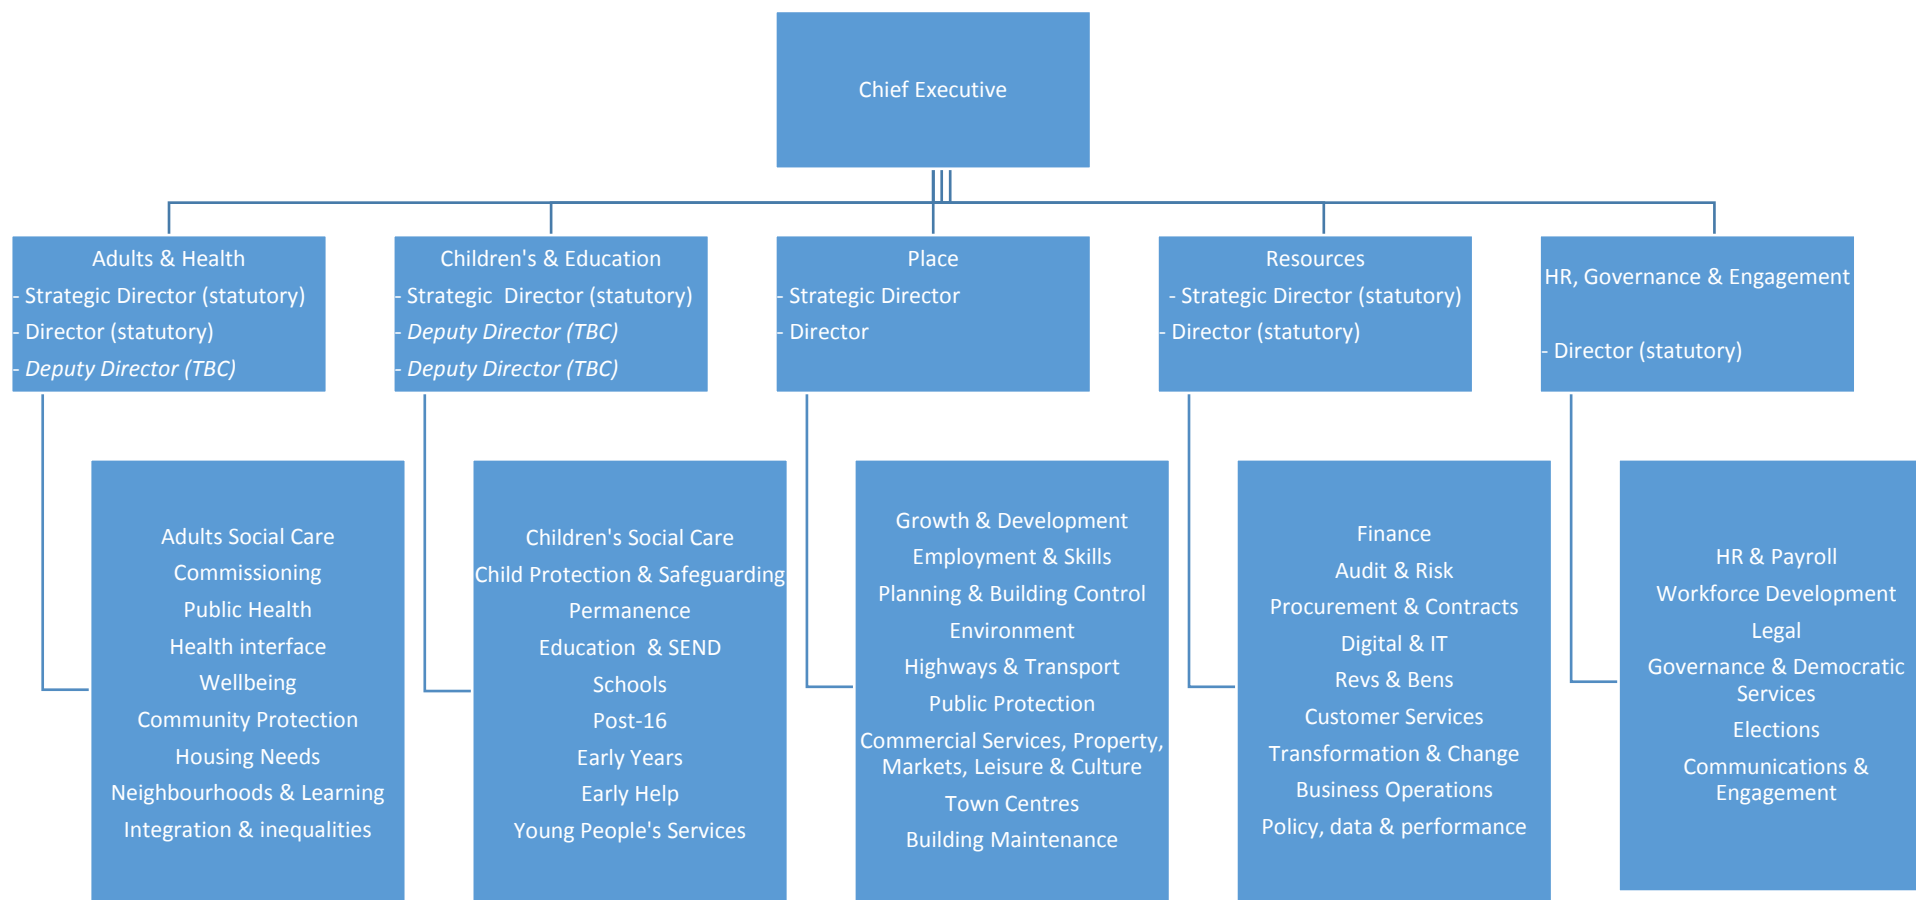 Chief Executive
Adults & Health
- Strategic Director (statutory)
- Director (statutory)
- Deputy Director (TBC)
Children's & Education
- Strategic  Director (statutory)
- Deputy Director (TBC)
- Deputy Director (TBC)
Place
- Strategic Director
- Director
Resources
- Strategic Director (statutory)
- Director (statutory)
HR, Governance & Engagement
- Director (statutory)
Adults Social Care
Commissioning
Public Health
Health interface
Wellbeing
Community Protection
Housing Needs
Neighbourhoods & Learning
Integration & inequalities
Children's Social Care
Child Protection & Safeguarding
Permanence
Education  & SEND
Schools
Post-16
Early Years
Early Help
Young People's Services
Growth & Development
Employment & Skills
Planning & Building Control
Environment
Highways & Transport
Public Protection
Commercial Services, Property,
Markets, Leisure & Culture
Town Centres
Building Maintenance
Finance
Audit & Risk
Procurement & Contracts
Digital & IT
Revs & Bens
Customer Services
Transformation & Change
Business Operations
Policy, data & performance
HR & Payroll
Workforce Development
Legal
Governance & Democratic
Services
Elections
Communications &
Engagement